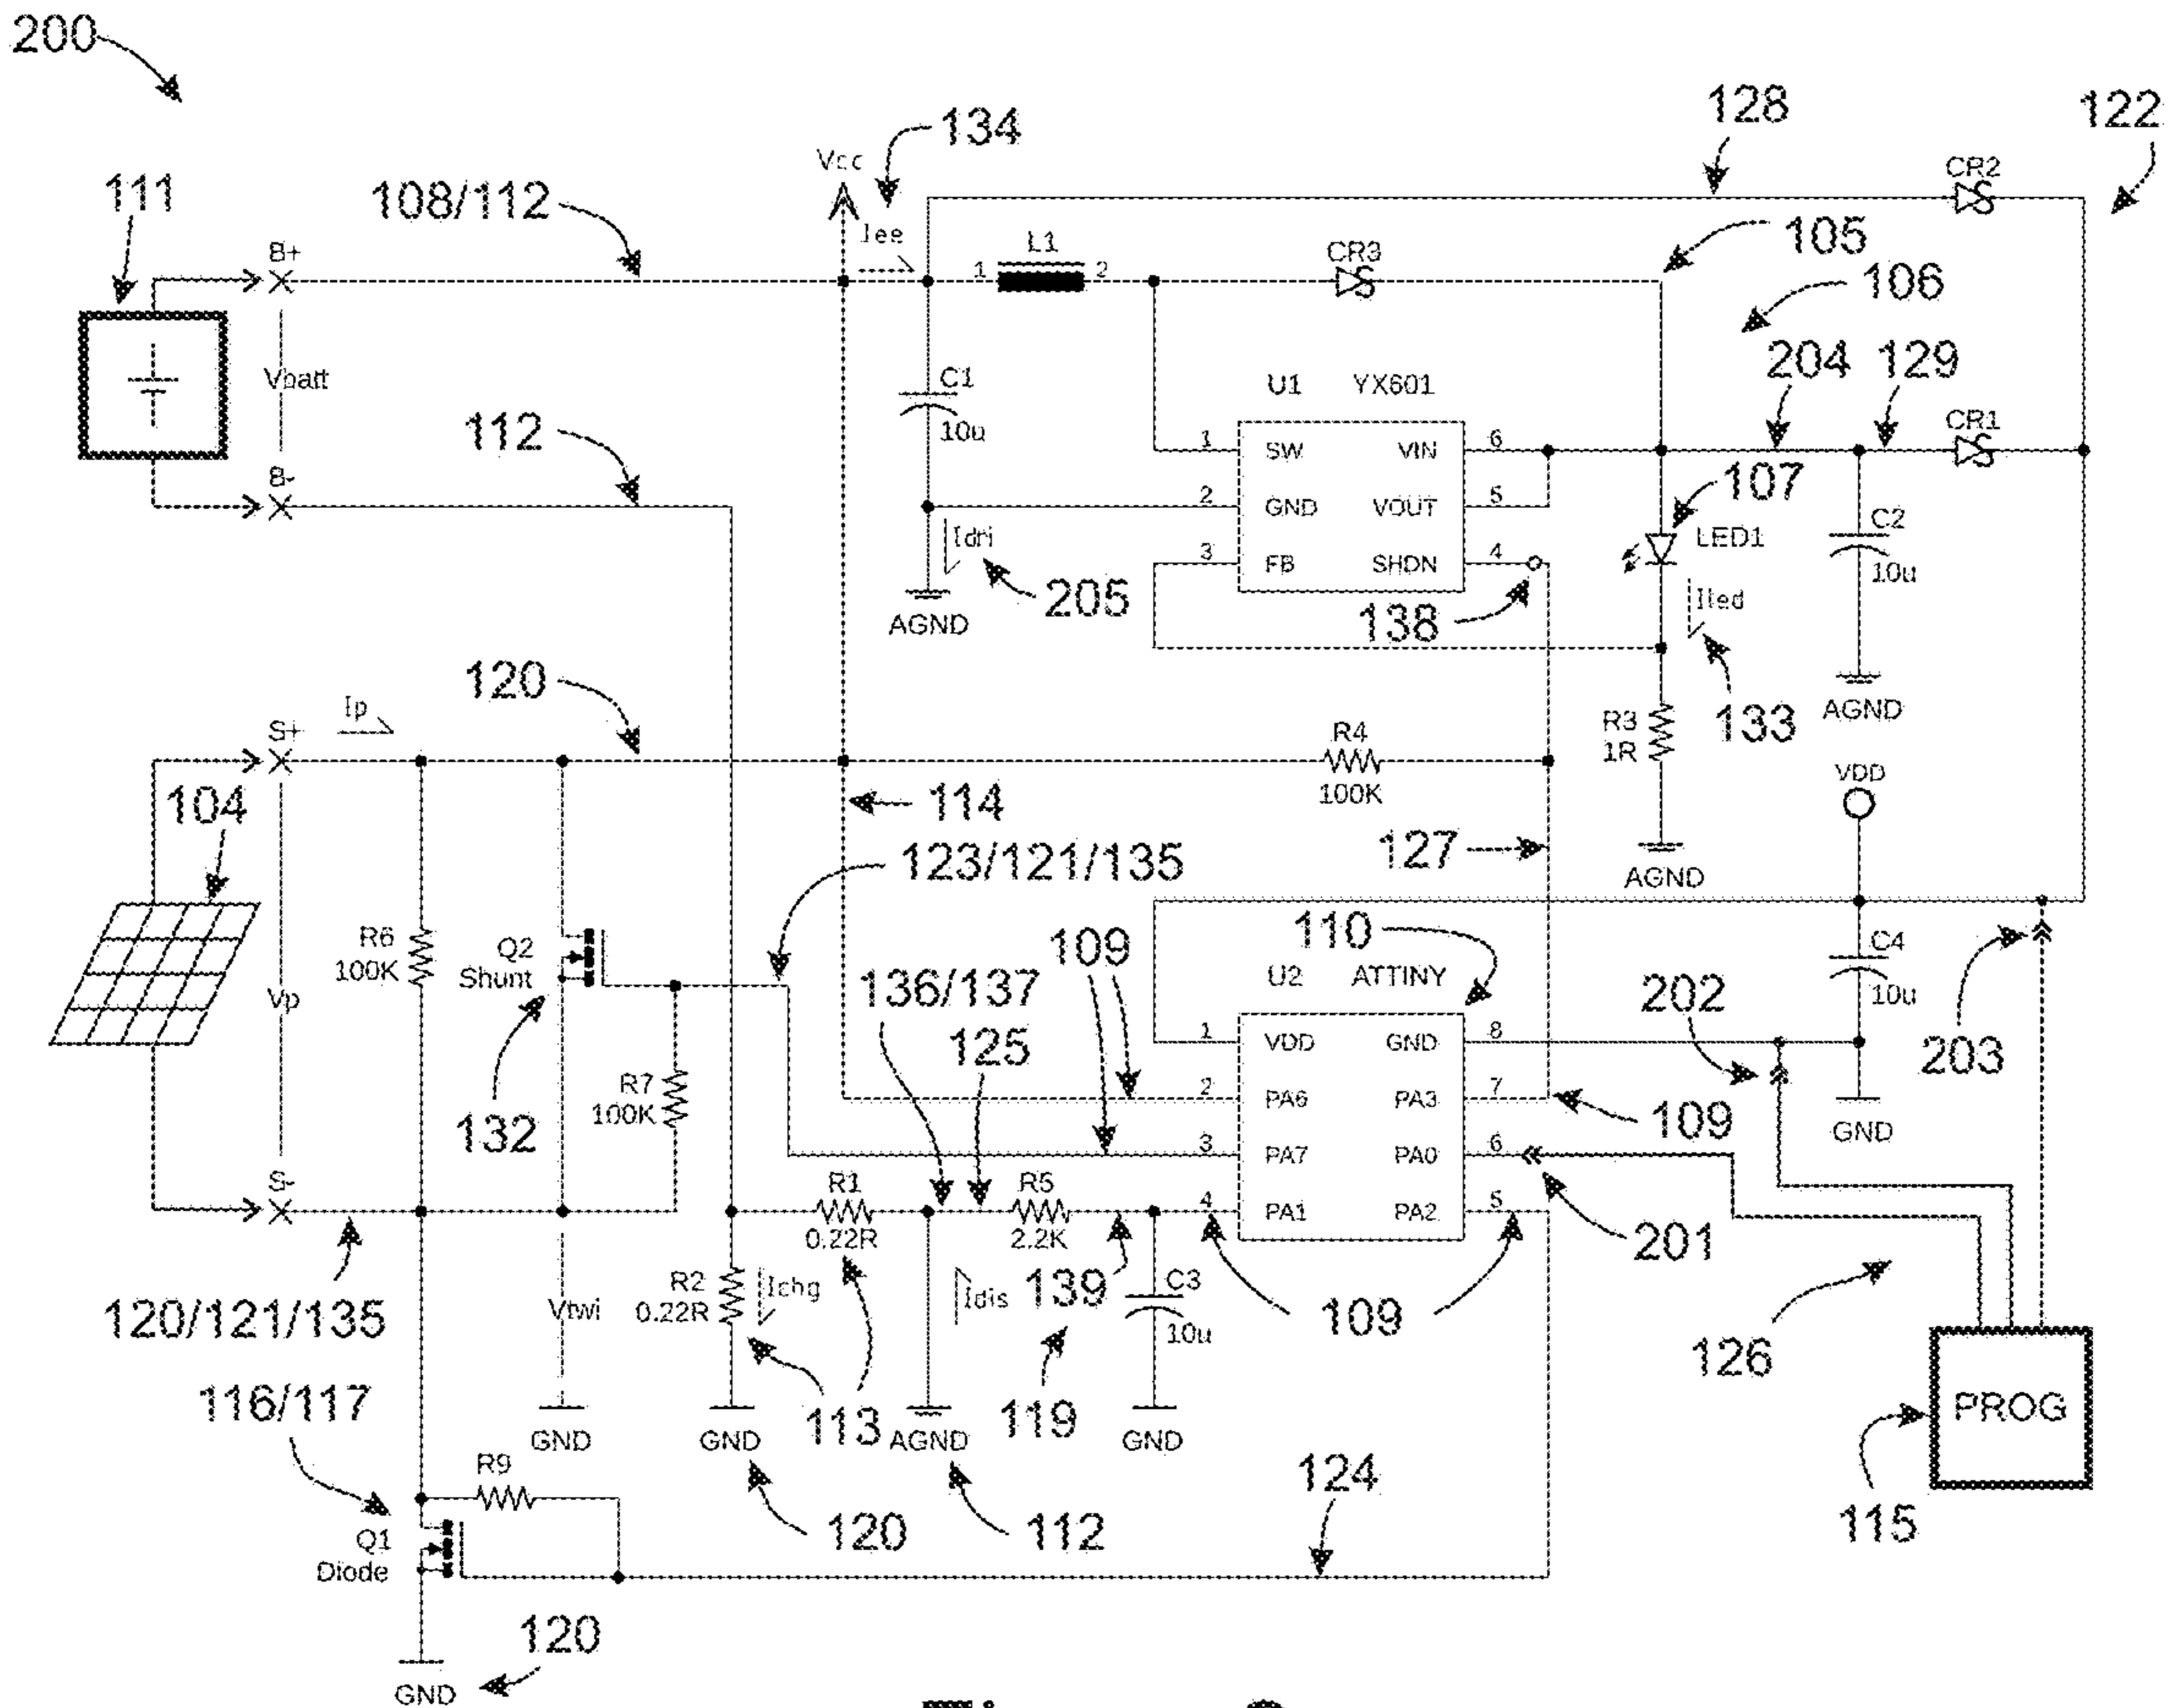 200
134
128
122
111
108/112
Vcc
Iee
CR2
B+
L1
1
2
CR3
105
106
Vbatt
C1
10u
U1 YX601
204
129
CR1
112
B-
1 SW VIN 6
2 GND VOUT 5
3 FB SHDN 4
107
LED1
C2
10u
Idri
205
AGND
138
Iled
133
AGND
120
Ip
S+
R4
100K
R3
1R
VDD
104
114
127
AGND
123/121/135
R6
100K
Q2
Shunt
109
110
C4
10u
Vp
136/137
125
U2 ATTINY
202
203
1 VDD GND 8
2 PA6 PA3 7
3 PA7 PA0 6
4 PA1 PA2 5
R7
100K
132
109
GND
S-
R1
0.22R
R5
2.2K
201
120/121/135
R2
0.22R
Ichg
Idis
139
C3
10u
109
Vtwi
126
116/117
113
119
PROG
GND
GND
AGND
GND
115
R9
124
120
112
Q1
Diode
120
GND